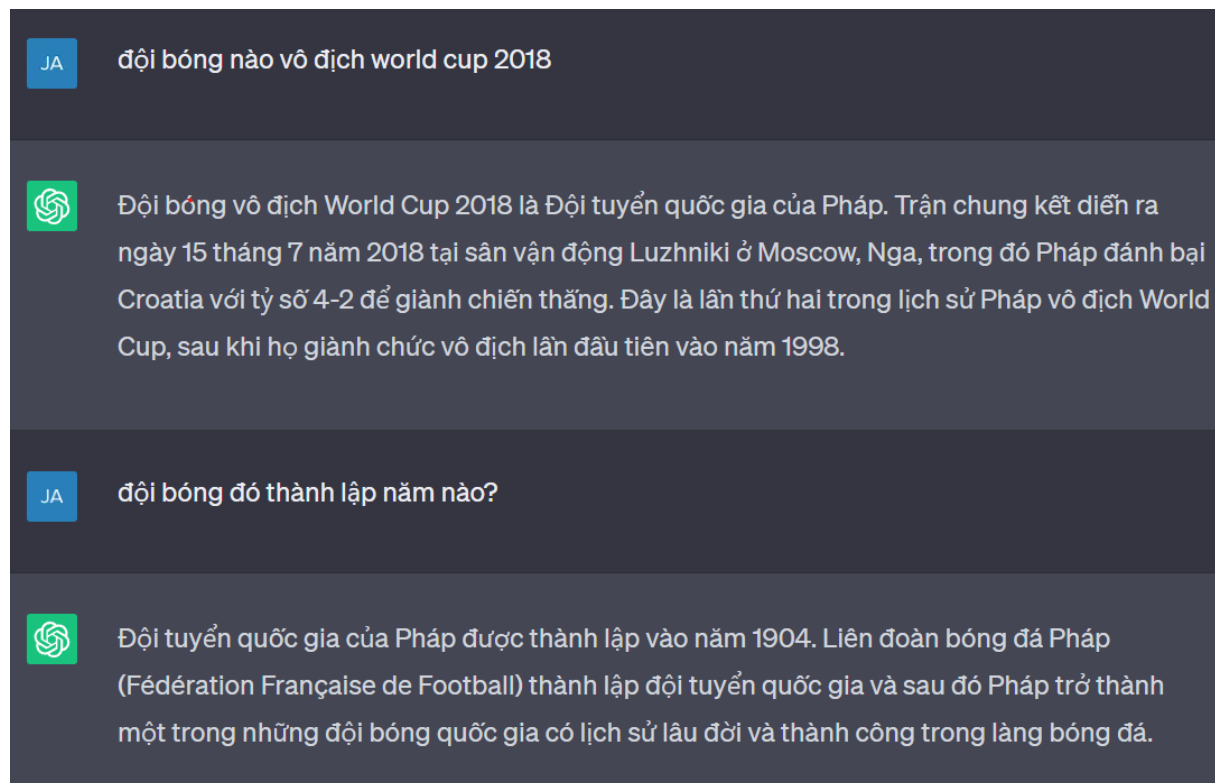 JA
đội bóng nào vô địch world cup 2018
Đội bóng vô địch World Cup 2018 là Đội tuyển quốc gia của Pháp. Trận chung kết diễn ra
ngày 15 tháng 7 năm 2018 tại sân vận động Luzhniki ở Moscow, Nga, trong đó Pháp đánh bại
Croatia với tỷ số 4-2 để giành chiến thắng. Đây là lần thứ hai trong lịch sử Pháp vô địch World
Cup, sau khi họ giành chức vô địch lần đầu tiên vào năm 1998.
JA
đội bóng đó thành lập năm nào?
Đội tuyển quốc gia của Pháp được thành lập vào năm 1904. Liên đoàn bóng đá Pháp
(Fédération Française de Football) thành lập đội tuyển quốc gia và sau đó Pháp trở thành
một trong những đội bóng quốc gia có lịch sử lâu đời và thành công trong làng bóng đá.